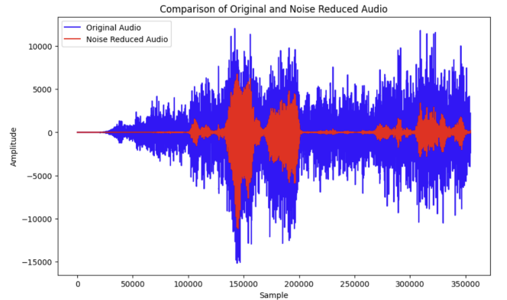 Comparison of Original and Noise Reduced Audio
Original Audio
Noise Reduced Audio
10000
5000
0
−5000
−10000
−15000
Amplitude
0
50000
100000
150000
200000
250000
300000
350000
Sample